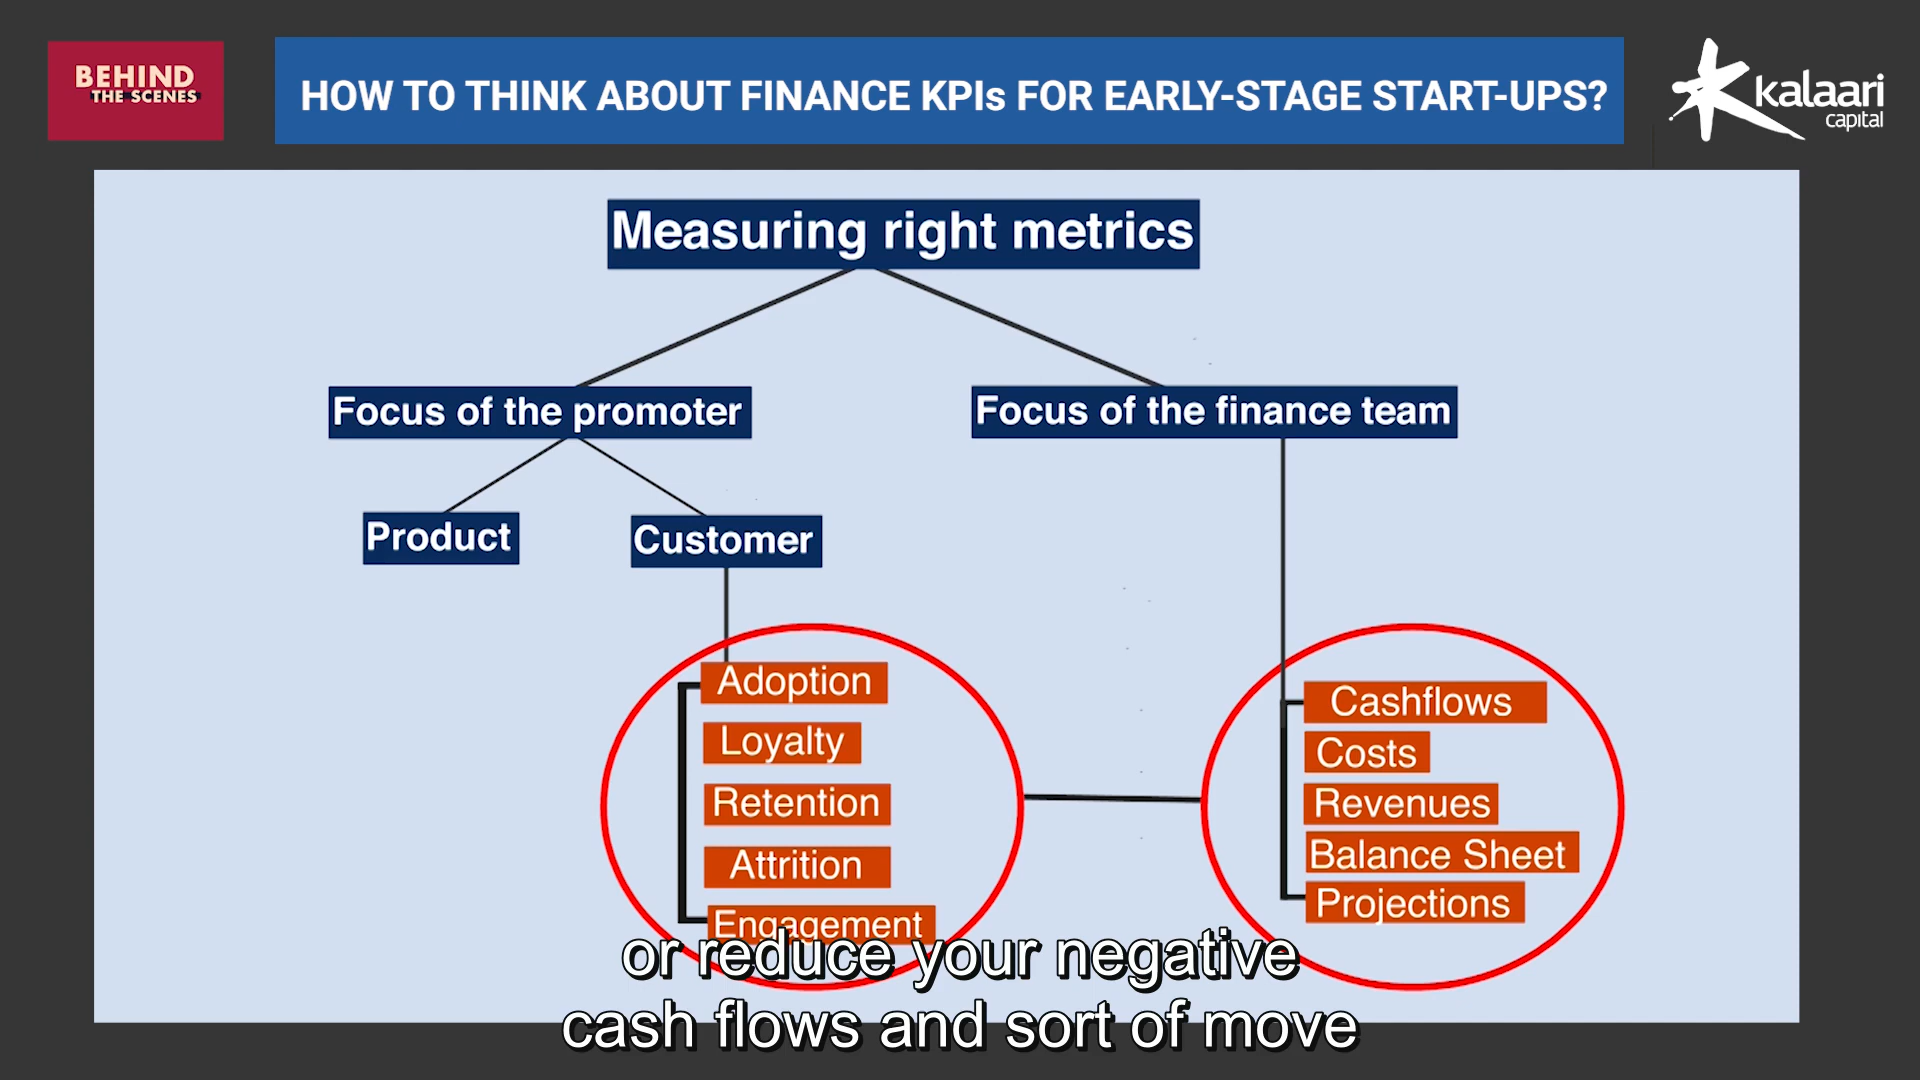 BEHIND
THE SCENES
HOW TO THINK ABOUT FINANCE KPIs FOR EARLY-STAGE START-UPS?
kalaari
capital
Measuring right metrics
Focus of the promoter
Focus of the finance team
Product
Customer
Adoption
Loyalty
Retention
Attrition
Engagement
Cashflows
Costs
Revenues
Balance Sheet
Projections
or reduce your negative
cash flows and sort of move